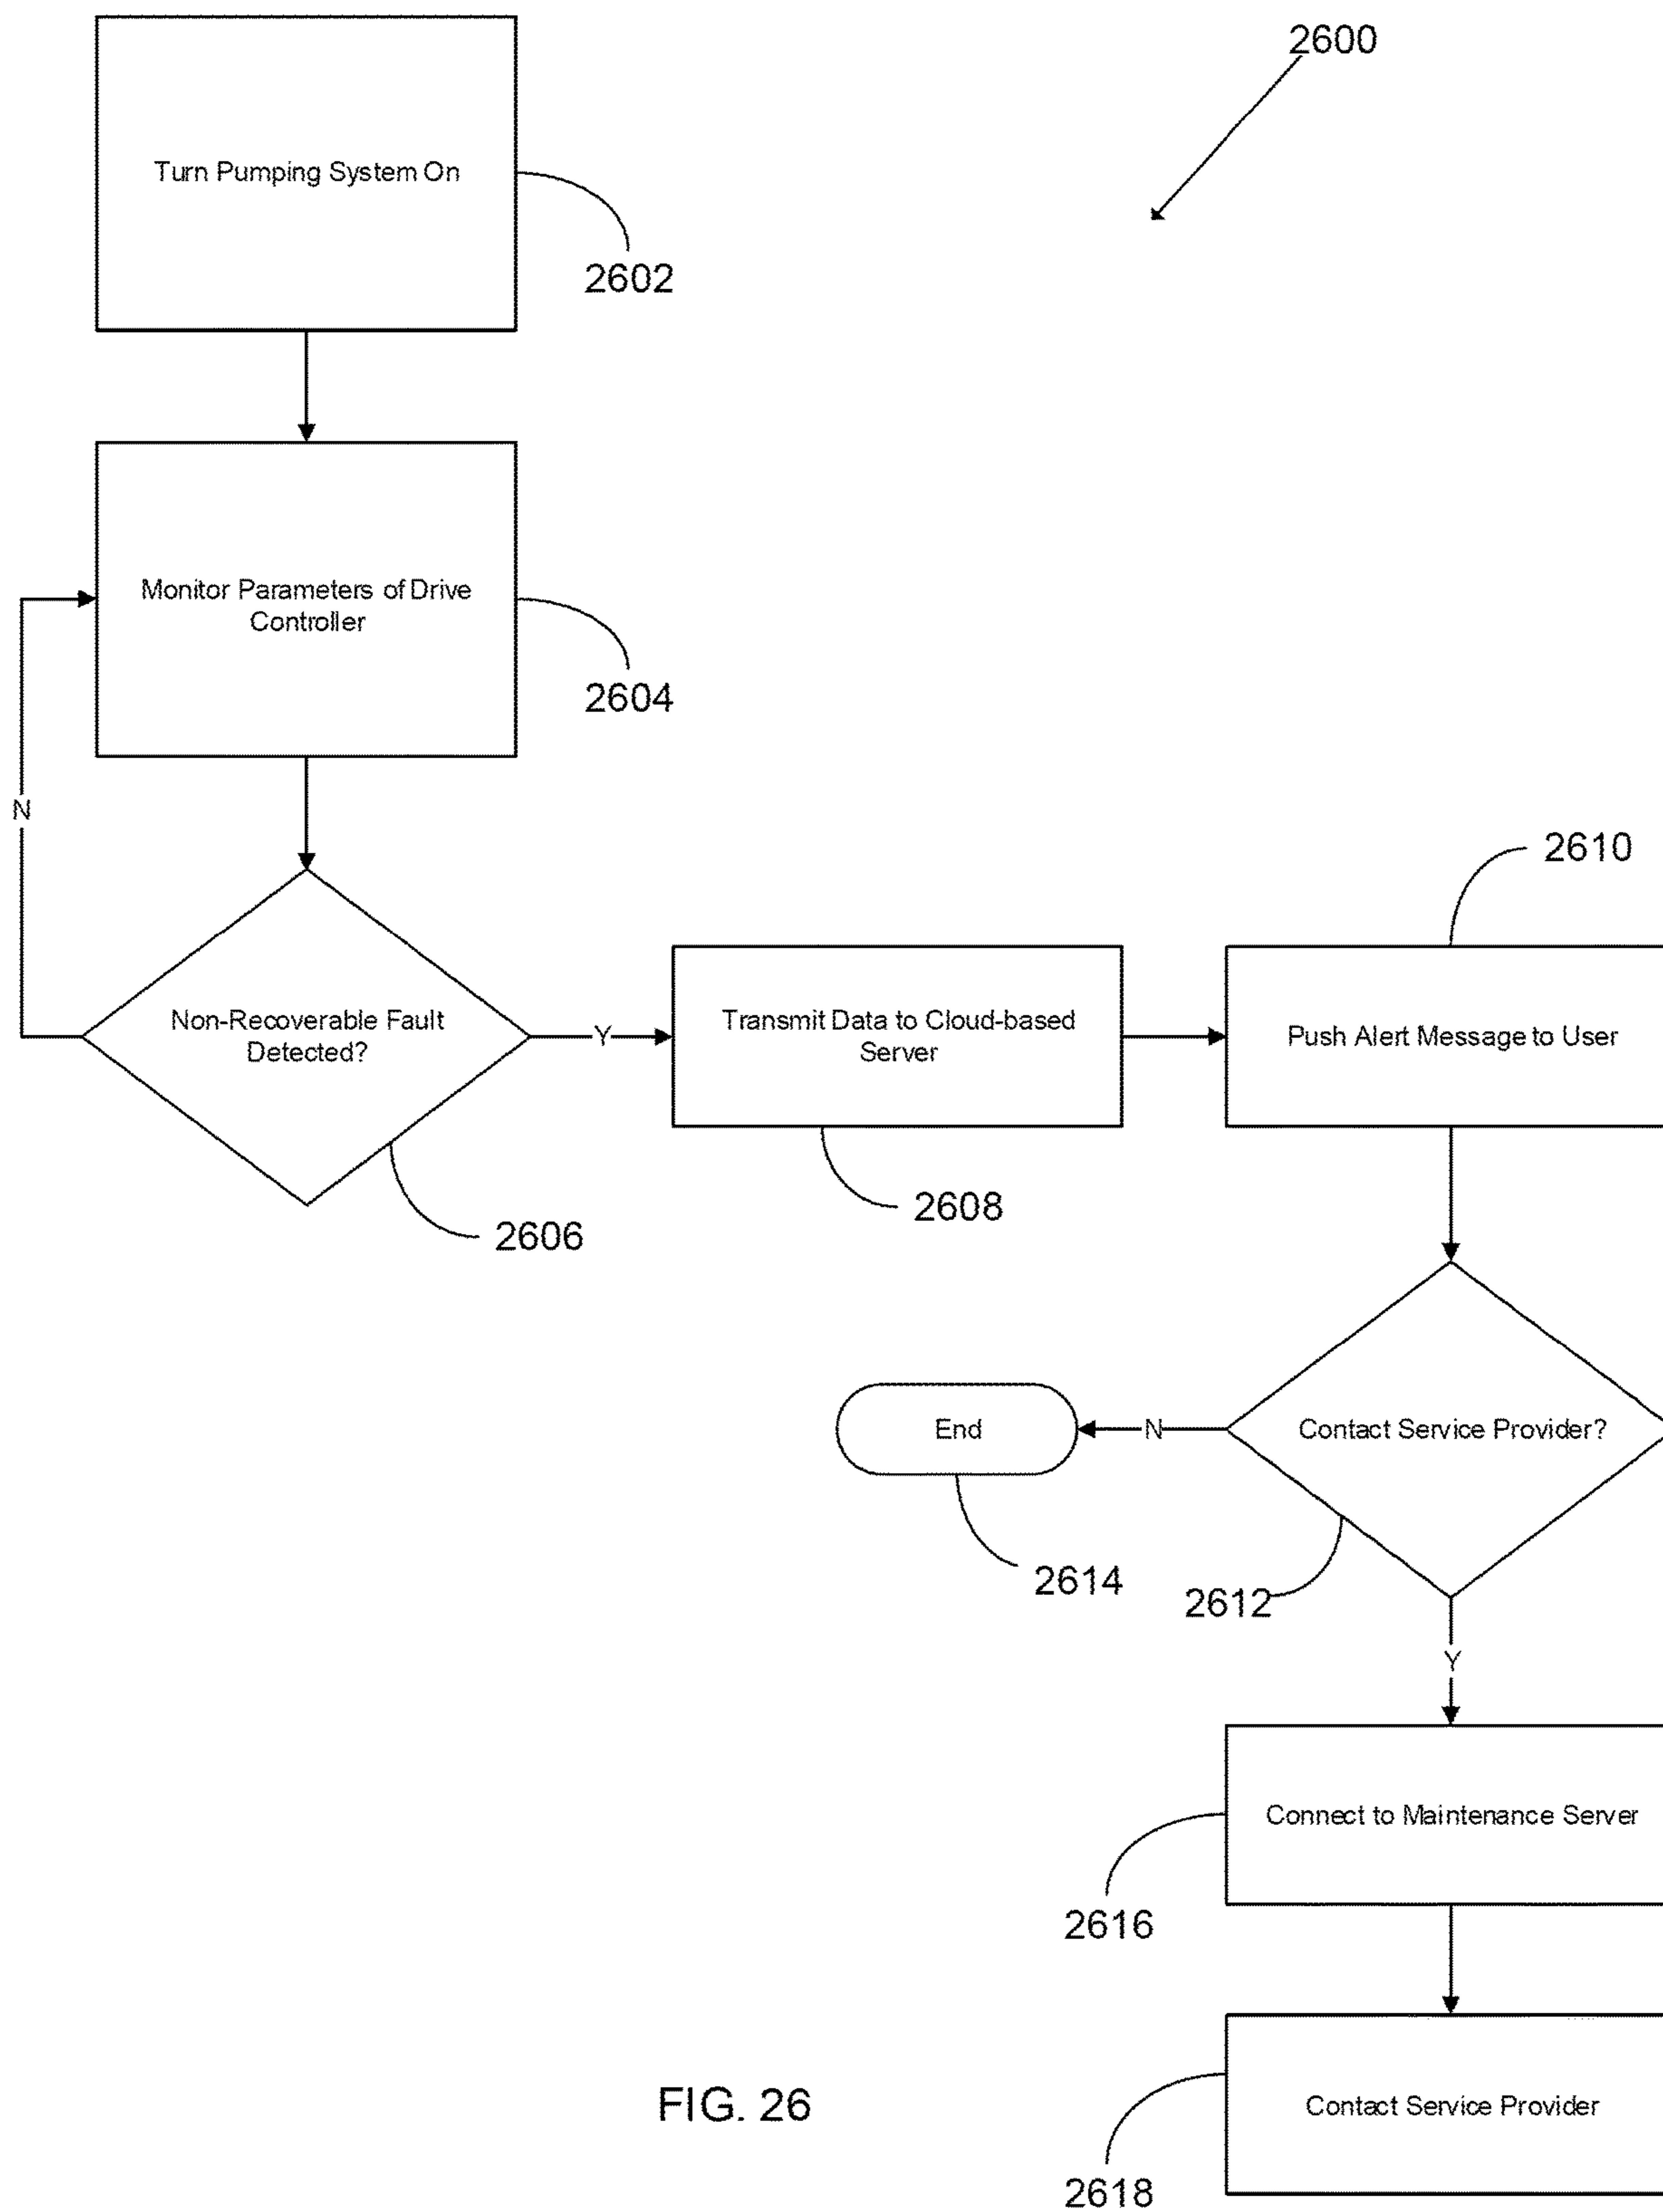 2600
Turn Pumping System On
2602
Monitor Parameters of Drive
Controller
2604
N
2610
Non-Recoverable Fault
Detected?
Y
Transmit Data to Cloud-based
Server
Push Alert Message to User
2608
2606
End
N
Contact Service Provider?
2614
2612
Y
Connect to Maintenance Server
2616
Contact Service Provider
2618
FIG. 26